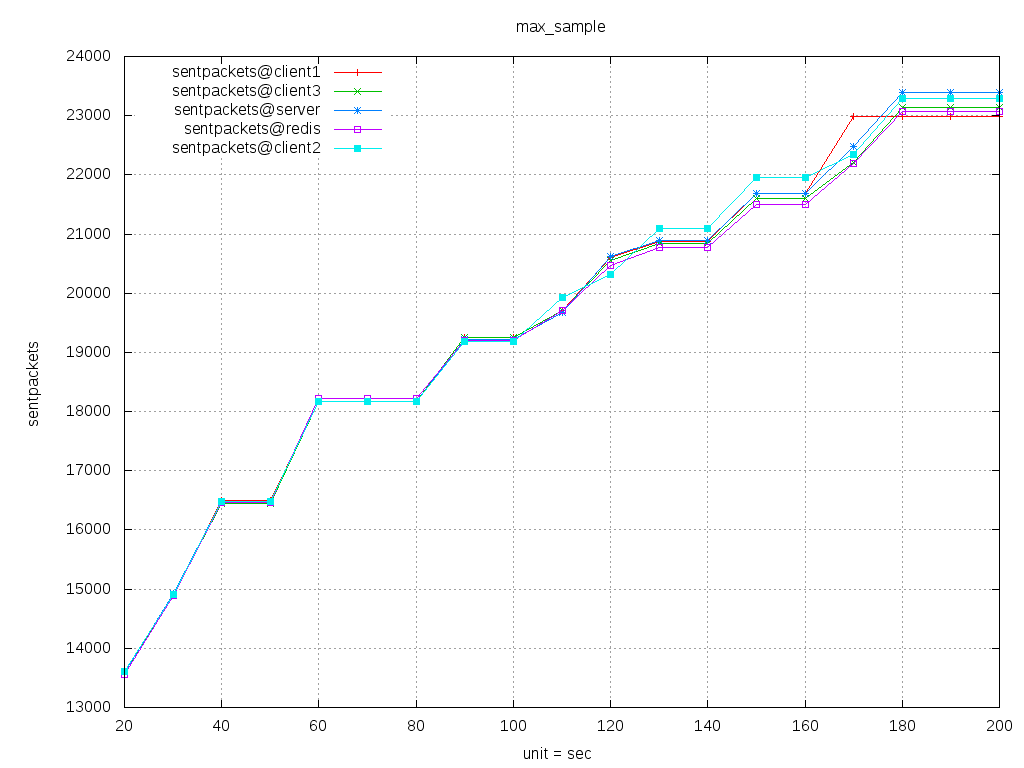 max_sample
24000
23000
22000
21000
20000
19000
18000
17000
16000
15000
14000
13000
sentpackets@client1
sentpackets@client3
sentpackets@server
sentpackets@redis
sentpackets@client2
sentpackets
20 40 60 80 100 120 140 160 180 200
unit = sec